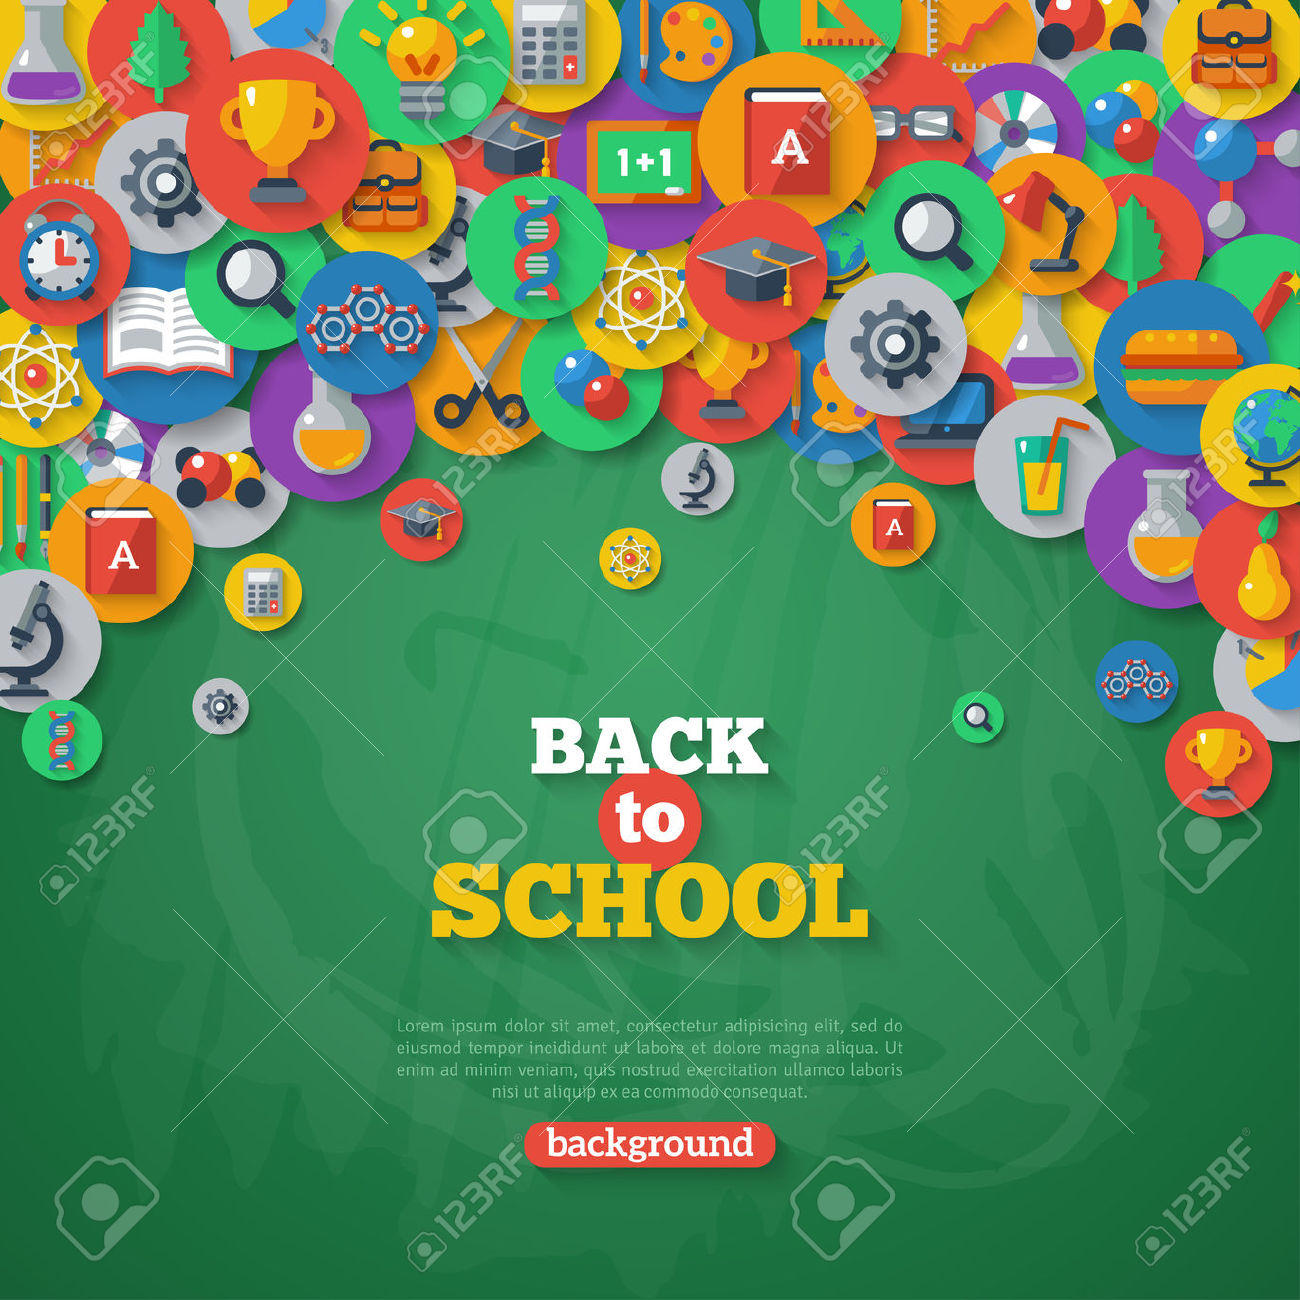 1+1
A
A
A
BACK
to
SCHOOL
Lorem ipsum dolor sit amet, consectetur adipisicing elit, sed do
eiusmod tempor incididunt ut labore et dolore magna aliqua. Ut
enim ad minim veniam, quis nostrud exercitation ullamco laboris
nisi ut aliquip ex ea commodo consequat.
background
123RF